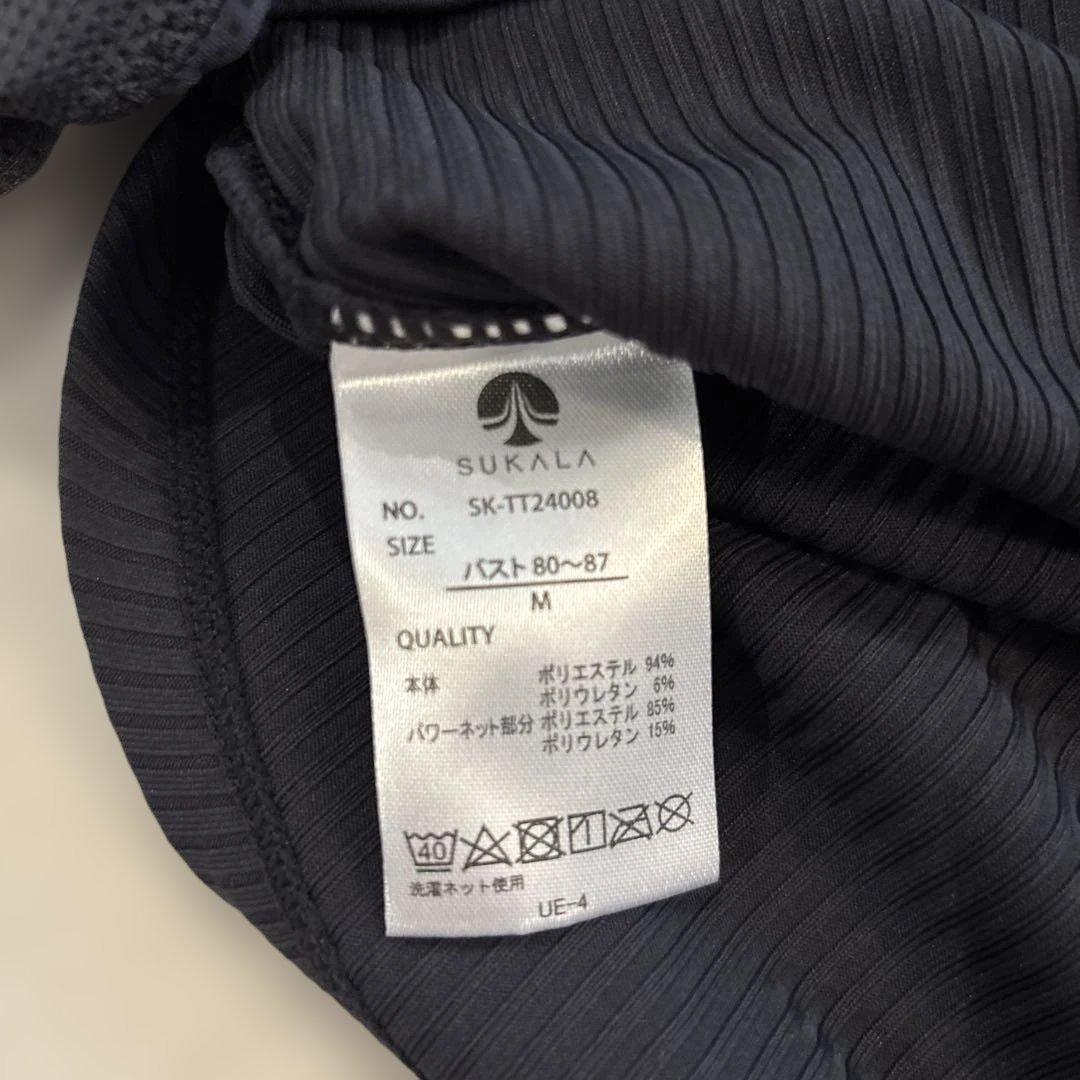 SUKALA
NO. SK-TT24008
SIZE
バスト 80～87
M
QUALITY
本体 ポリエステル 94%
ポリウレタン 6%
パワーネット部分 ポリエステル 85%
ポリウレタン 15%
40
洗濯ネット使用
UE-4